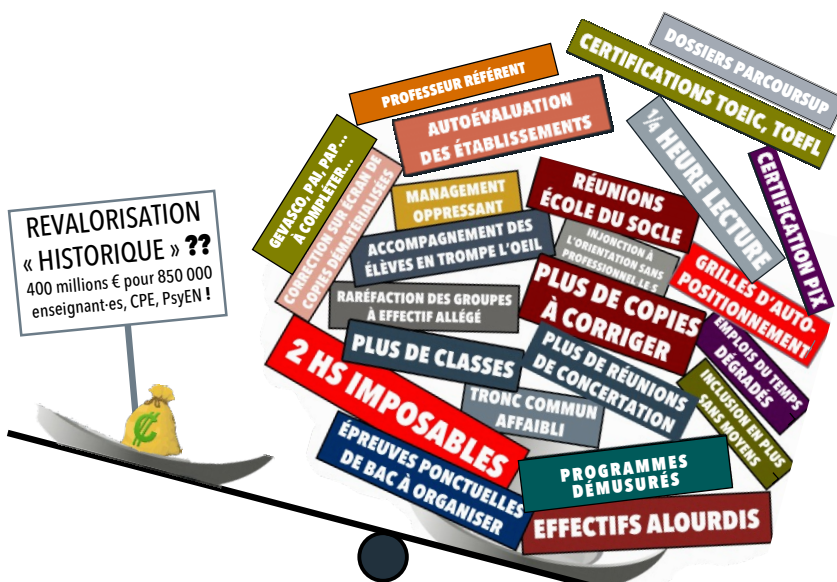 REVALORISATION
« HISTORIQUE » ??
400 millions € pour 850 000
enseignant·es, CPE, PsyEN !
DOSSIERS PARCOURSUP
CERTIFICATIONS TOEIC, TOEFL
PROFESSEUR RÉFÉRENT
AUTOÉVALUATION
DES ÉTABLISSEMENTS
¼ HEURE LECTURE
CERTIFICATION PIX
GEVASCO, PAI, PAP...
À COMPLÉTER...
CORRECTION SUR ECRAN DE
COPIES DÉMATÉRIALISÉES
MANAGEMENT
OPPRESSANT
RÉUNIONS
ÉCOLE DU SOCLE
ACCOMPAGNEMENT DES
ÉLÈVES EN TROMPE L'OEIL
INJONCTION À
L'ORIENTATION SANS
PROFESSIONNEL·LE·S
GRILLES D'AUTO-
POSITIONNEMENT
RARÉFACTION DES GROUPES
À EFFECTIF ALLÉGÉ
PLUS DE COPIES
À CORRIGER
EMPLOIS DU TEMPS
DÉGRADÉS
PLUS DE CLASSES
PLUS DE RÉUNIONS
DE CONCERTATION
2 HS IMPOSABLES
INCLUSION EN PLUS
SANS MOYENS
TRONC COMMUN
AFFAIBLI
ÉPREUVES PONCTUELLES
DE BAC À ORGANISER
PROGRAMMES
DÉMUSURÉS
EFFECTIFS ALOURDIS